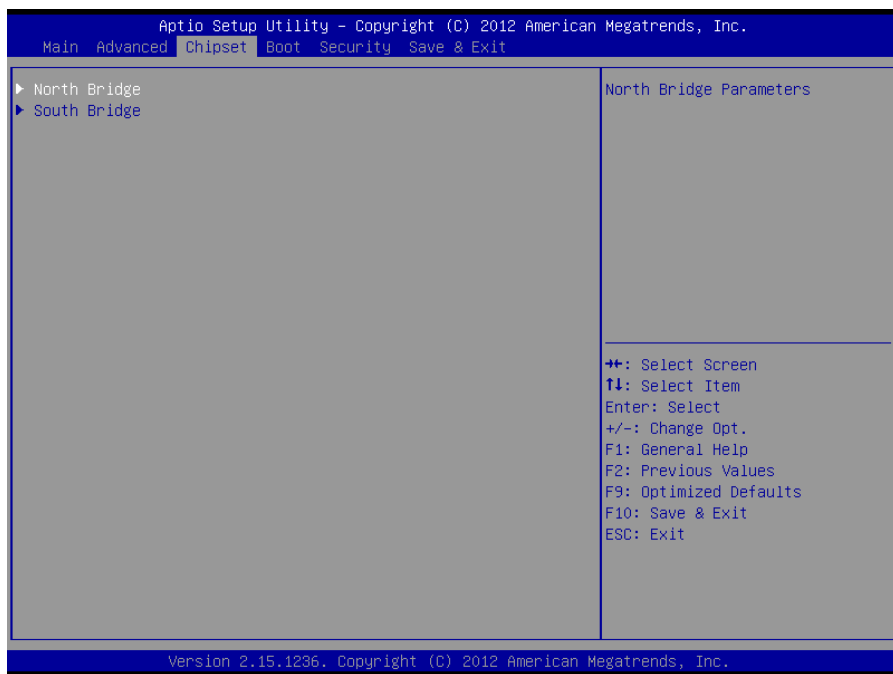 Aptio Setup Utility – Copyright (C) 2012 American Megatrends, Inc.
Main Advanced Chipset Boot Security Save & Exit
▶ North Bridge
▶ South Bridge
North Bridge Parameters
→←: Select Screen
↑↓: Select Item
Enter: Select
+/-: Change Opt.
F1: General Help
F2: Previous Values
F9: Optimized Defaults
F10: Save & Exit
ESC: Exit
Version 2.15.1236. Copyright (C) 2012 American Megatrends, Inc.